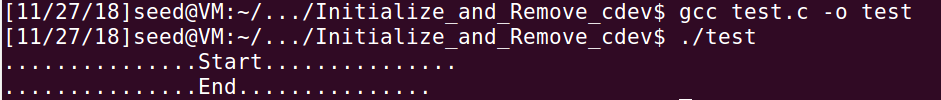 [11/27/18]seed@VM:~/.../Initialize_and_Remove_cdev$ gcc test.c -o test
[11/27/18]seed@VM:~/.../Initialize_and_Remove_cdev$ ./test
...............Start...............
...............End...............